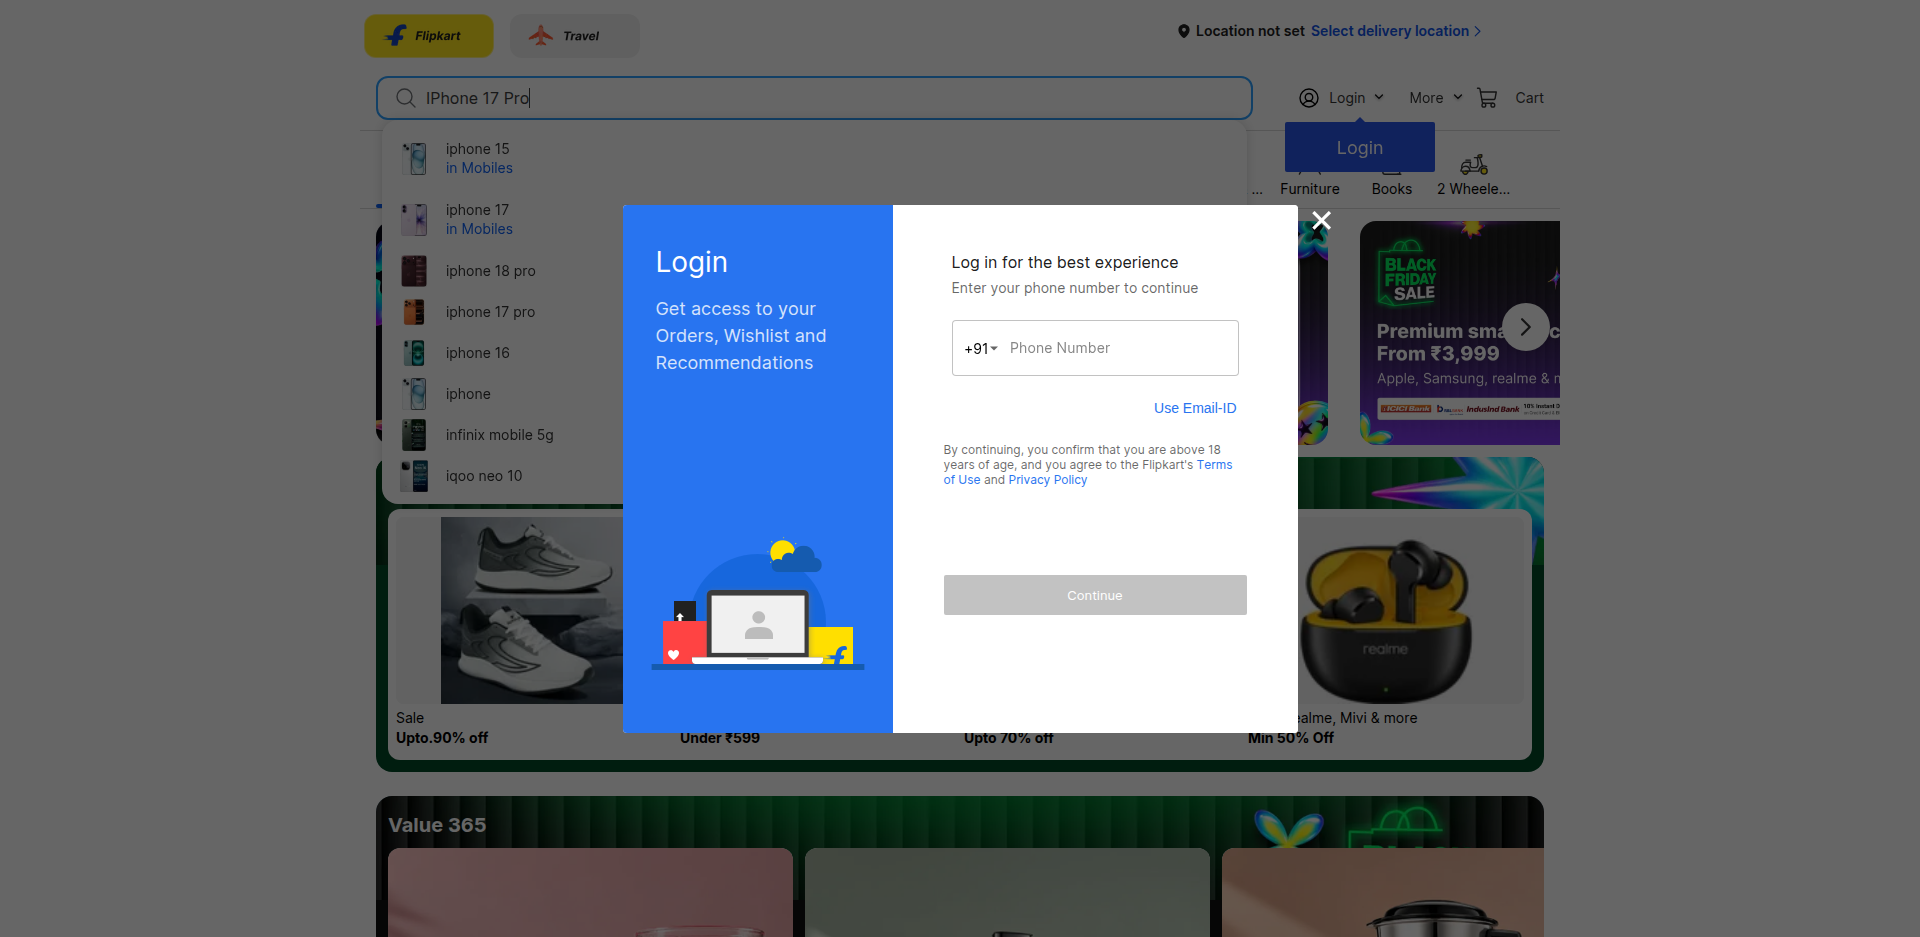 Flipkart
Travel
Location not set Select delivery location
IPhone 17 Pro
Login
More
Cart
Login
iphone 15
in Mobiles
iphone 17
in Mobiles
iphone 18 pro
iphone 17 pro
iphone 16
iphone
infinix mobile 5g
iqoo neo 10
...
Furniture
Books
2 Wheele...
Login
Get access to your
Orders, Wishlist and
Recommendations
Log in for the best experience
Enter your phone number to continue
+91
Phone Number
Use Email-ID
By continuing, you confirm that you are above 18
years of age, and you agree to the Flipkart's Terms
of Use and Privacy Policy
Continue
BLACK
FRIDAY
SALE
Premium sma
From ₹3,999
Apple, Samsung, realme & m
ICICI Bank
IndusInd Bank
realme
Sale
Upto.90% off
Under ₹599
Upto 70% off
ealme, Mivi & more
Min 50% Off
Value 365